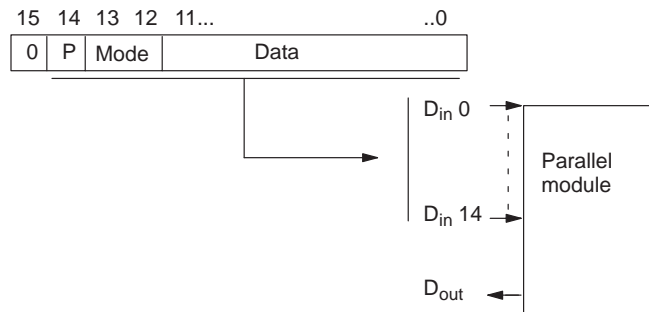 15 14 13 12 11... ..0
0 P Mode Data
Din 0
Parallel
module
Din 14
Dout